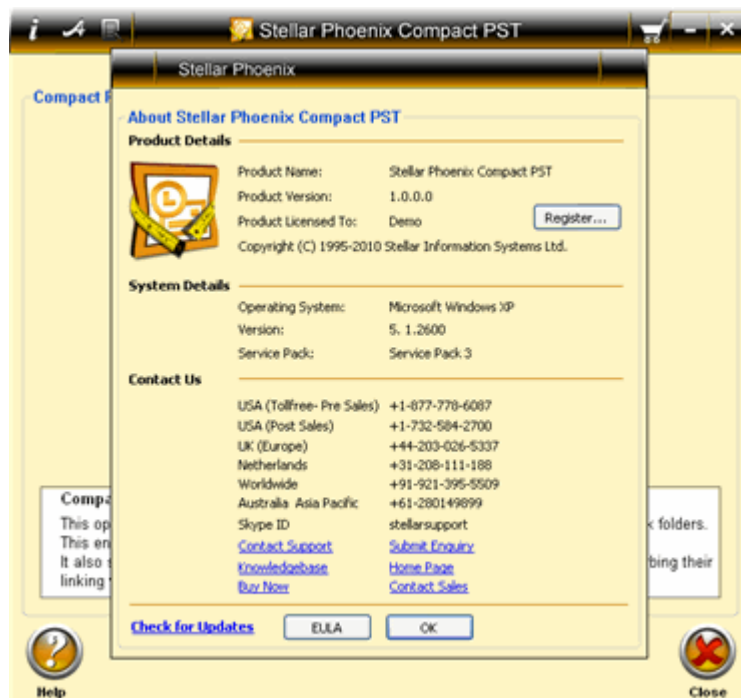 Stellar Phoenix Compact PST
Stellar Phoenix
Compact
About Stellar Phoenix Compact PST
Product Details
Product Name: Stellar Phoenix Compact PST
Product Version: 1.0.0.0
Product Licensed To: Demo
Register...
Copyright (C) 1995-2010 Stellar Information Systems Ltd.
System Details
Operating System: Microsoft Windows XP
Version: 5. 1.2600
Service Pack: Service Pack 3
Contact Us
USA (Tollfree- Pre Sales) +1-877-778-6087
USA (Post Sales) +1-732-584-2700
UK (Europe) +44-203-026-5337
Netherlands +31-208-111-188
Worldwide +91-921-395-5509
Australia Asia Pacific +61-280149899
Skype ID stellarsupport
Contact Support Submit Enquiry
Knowledgebase Home Page
Buy Now Contact Sales
Check for Updates EULA OK
Compa
This op
folders.
This en
It also
bing their
linking
Help
Close